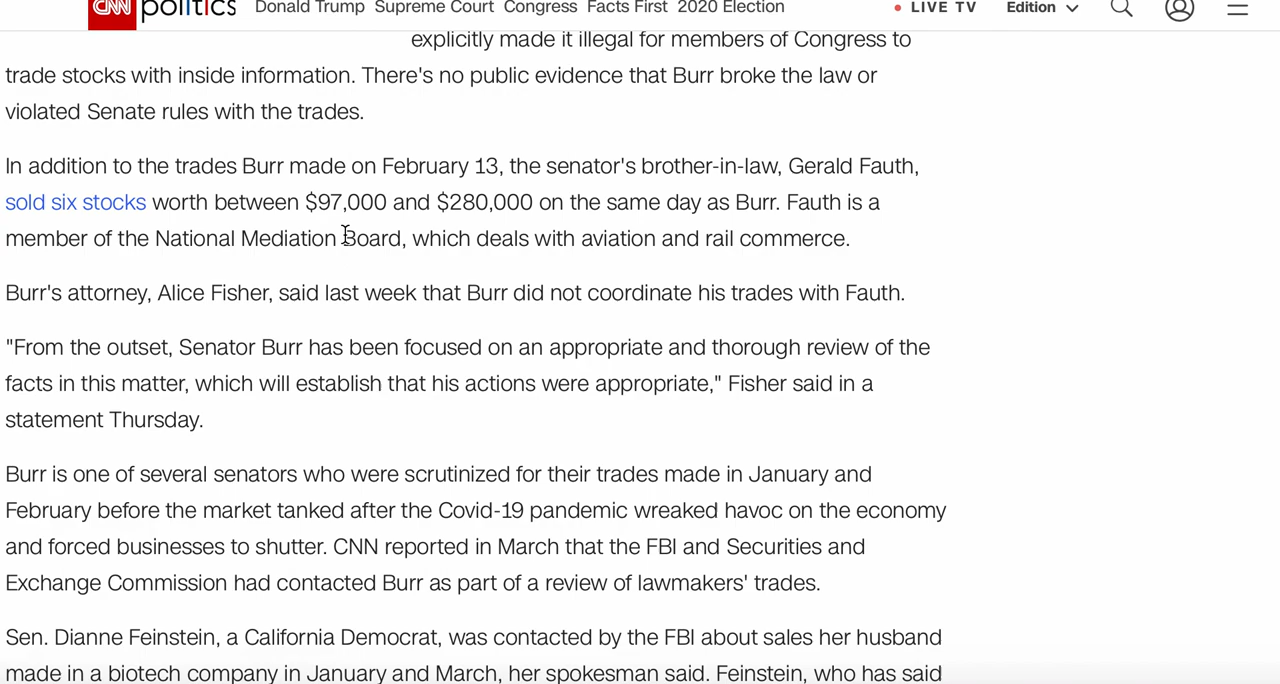 CNN politics Donald Trump Supreme Court Congress Facts First 2020 Election LIVE TV Edition
explicitly made it illegal for members of Congress to
trade stocks with inside information. There's no public evidence that Burr broke the law or
violated Senate rules with the trades.
In addition to the trades Burr made on February 13, the senator's brother-in-law, Gerald Fauth,
sold six stocks worth between $97,000 and $280,000 on the same day as Burr. Fauth is a
member of the National Mediation Board, which deals with aviation and rail commerce.
Burr's attorney, Alice Fisher, said last week that Burr did not coordinate his trades with Fauth.
"From the outset, Senator Burr has been focused on an appropriate and thorough review of the
facts in this matter, which will establish that his actions were appropriate," Fisher said in a
statement Thursday.
Burr is one of several senators who were scrutinized for their trades made in January and
February before the market tanked after the Covid-19 pandemic wreaked havoc on the economy
and forced businesses to shutter. CNN reported in March that the FBI and Securities and
Exchange Commission had contacted Burr as part of a review of lawmakers' trades.
Sen. Dianne Feinstein, a California Democrat, was contacted by the FBI about sales her husband
made in a biotech company in January and March, her spokesman said. Feinstein, who has said